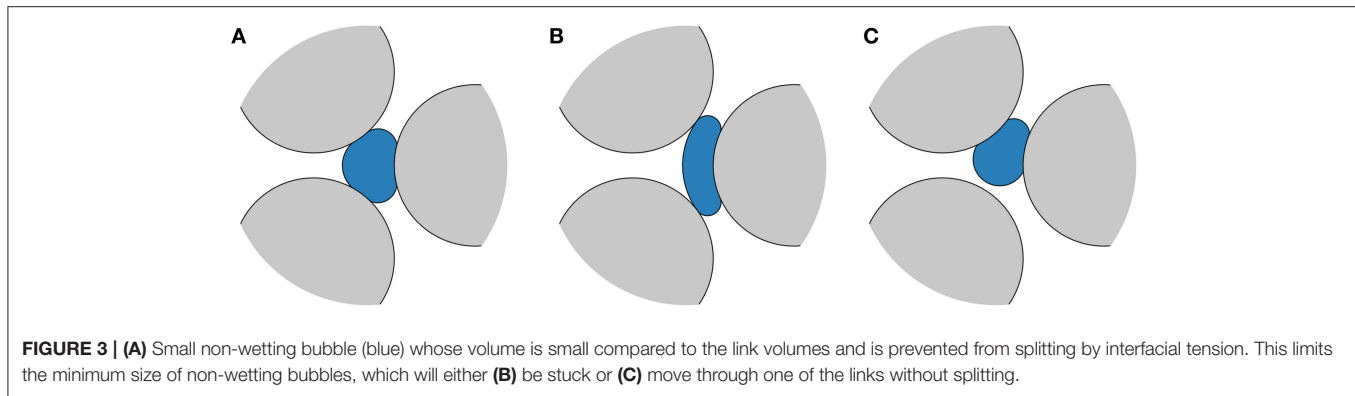 A B C
FIGURE 3 | (A) Small non-wetting bubble (blue) whose volume is small compared to the link volumes and is prevented from splitting by interfacial tension. This limits
the minimum size of non-wetting bubbles, which will either (B) be stuck or (C) move through one of the links without splitting.